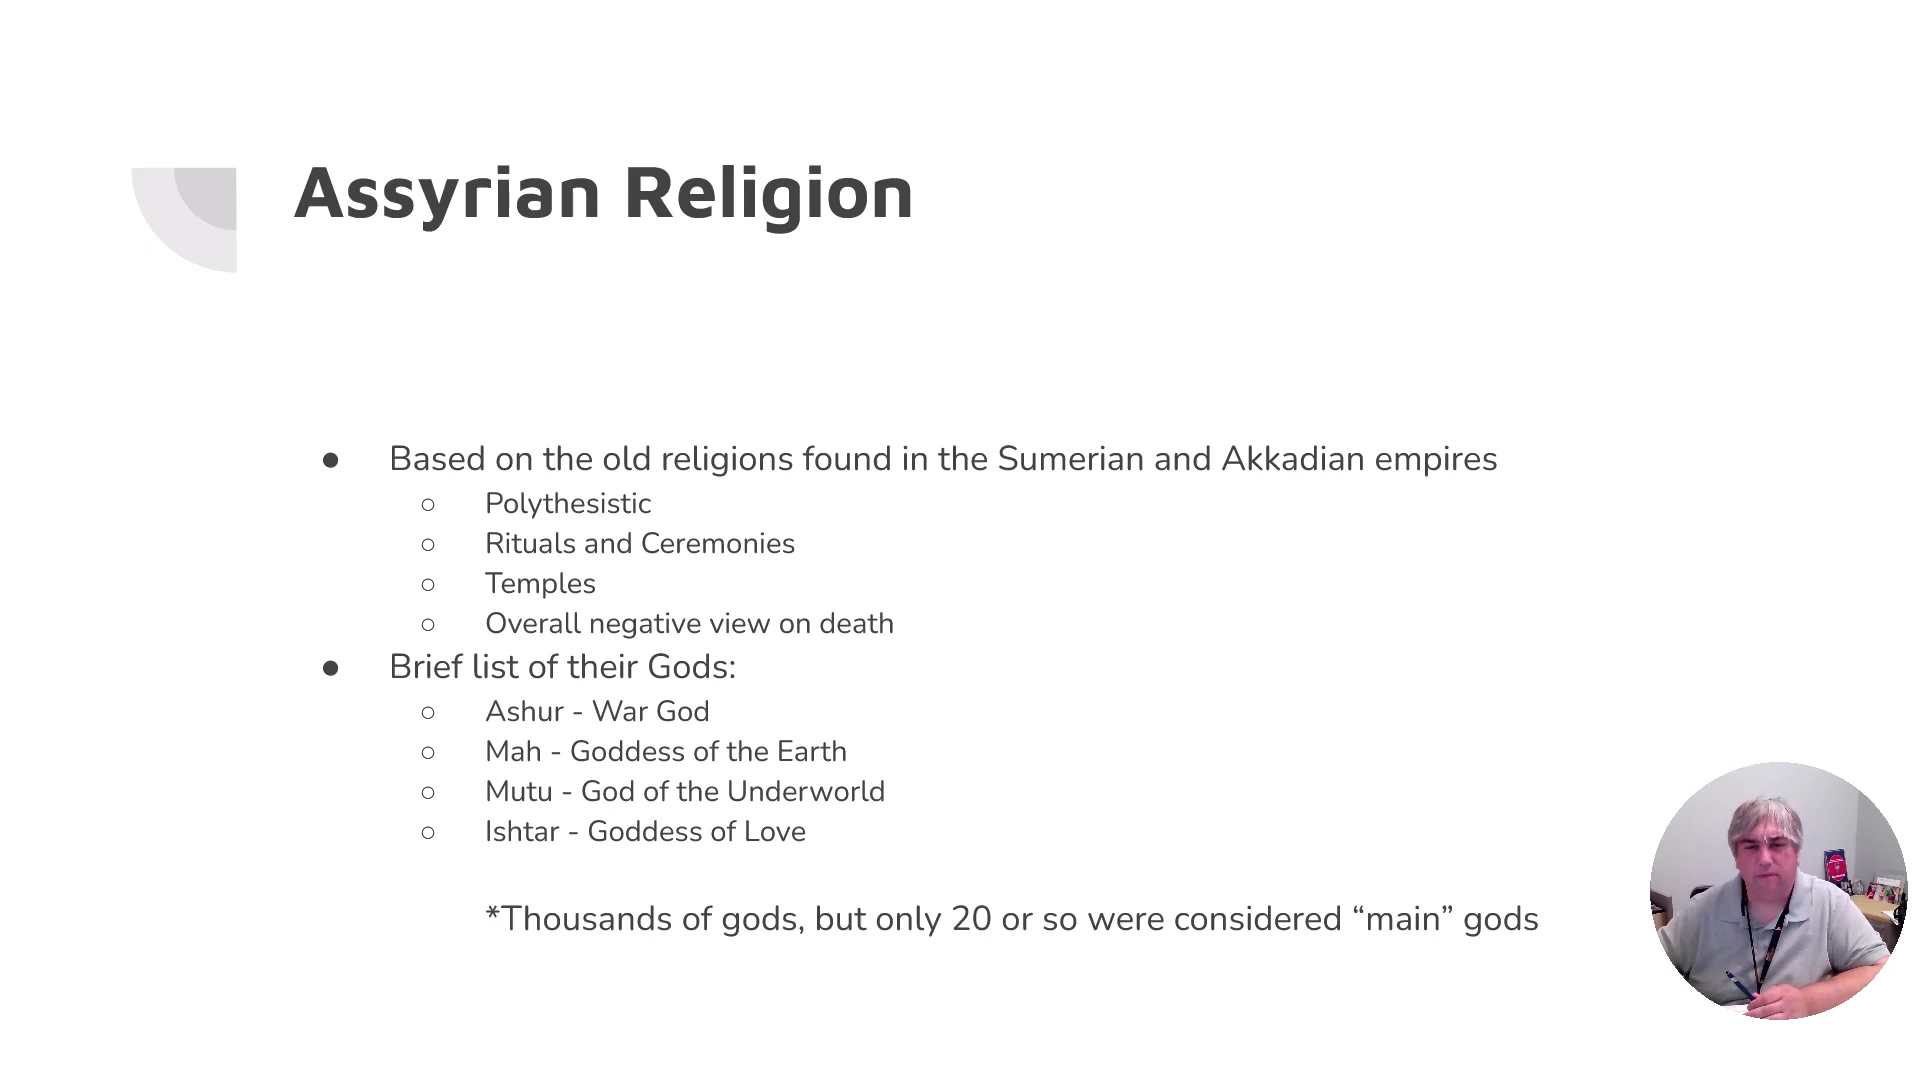 Assyrian Religion
● Based on the old religions found in the Sumerian and Akkadian empires
○ Polythesistic
○ Rituals and Ceremonies
○ Temples
○ Overall negative view on death
● Brief list of their Gods:
○ Ashur - War God
○ Mah - Goddess of the Earth
○ Mutu - God of the Underworld
○ Ishtar - Goddess of Love
*Thousands of gods, but only 20 or so were considered “main” gods